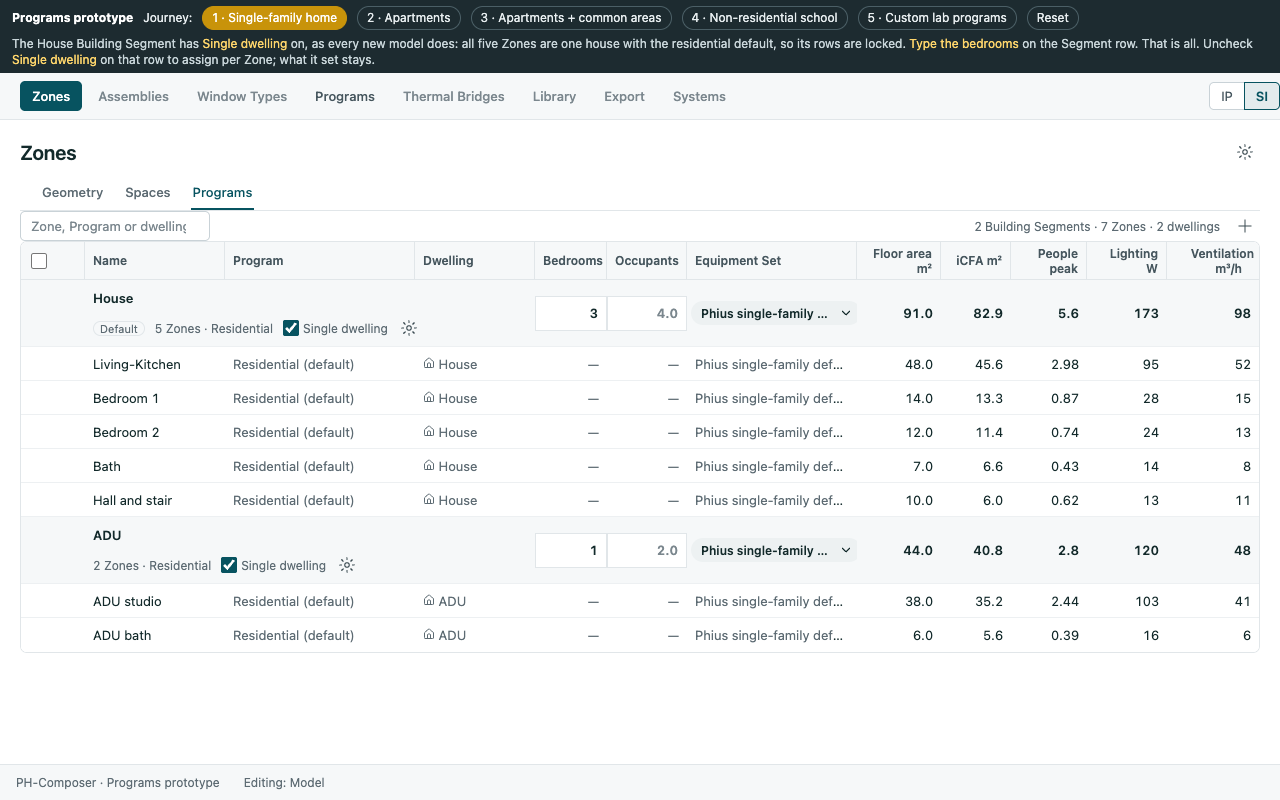 Programs prototype Journey: 1 · Single-family home 2 · Apartments 3 · Apartments + common areas 4 · Non-residential school 5 · Custom lab programs Reset
The House Building Segment has Single dwelling on, as every new model does: all five Zones are one house with the residential default, so its rows are locked. Type the bedrooms on the Segment row. That is all. Uncheck
Single dwelling on that row to assign per Zone; what it set stays.
Zones Assemblies Window Types Programs Thermal Bridges Library Export Systems IP SI
Zones
Geometry Spaces Programs
Zone, Program or dwelling 2 Building Segments · 7 Zones · 2 dwellings
Name Program Dwelling Bedrooms Occupants Equipment Set Floor area m² iCFA m² People peak Lighting W Ventilation m³/h
House
Default 5 Zones · Residential Single dwelling 3 4.0 Phius single-family ... 91.0 82.9 5.6 173 98
Living-Kitchen Residential (default) House — — Phius single-family def... 48.0 45.6 2.98 95 52
Bedroom 1 Residential (default) House — — Phius single-family def... 14.0 13.3 0.87 28 15
Bedroom 2 Residential (default) House — — Phius single-family def... 12.0 11.4 0.74 24 13
Bath Residential (default) House — — Phius single-family def... 7.0 6.6 0.43 14 8
Hall and stair Residential (default) House — — Phius single-family def... 10.0 6.0 0.62 13 11
ADU
2 Zones · Residential Single dwelling 1 2.0 Phius single-family ... 44.0 40.8 2.8 120 48
ADU studio Residential (default) ADU — — Phius single-family def... 38.0 35.2 2.44 103 41
ADU bath Residential (default) ADU — — Phius single-family def... 6.0 5.6 0.39 16 6
PH-Composer · Programs prototype Editing: Model